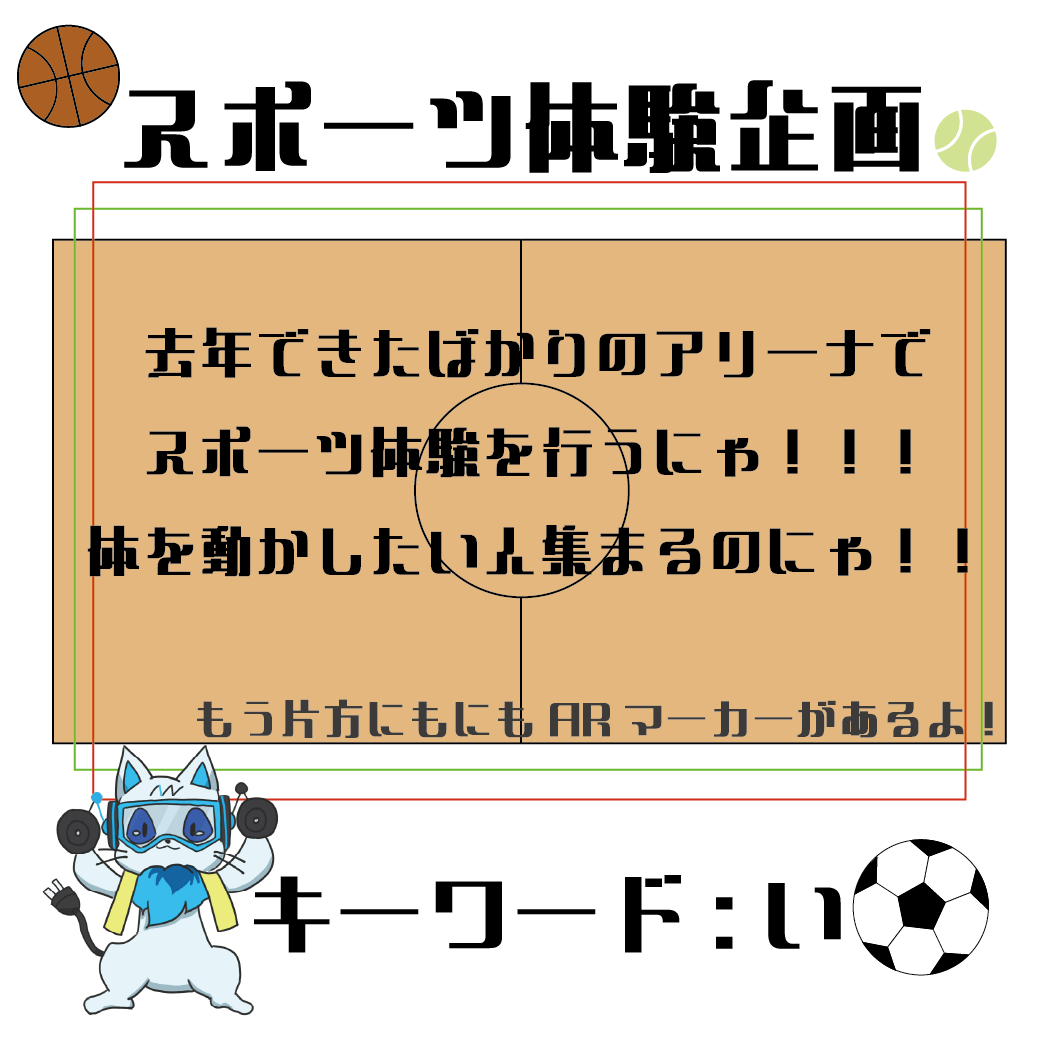 スポーツ体験企画
去年できたばかりのアリーナで
スポーツ体験を行うにゃ！！！
体を動かしたい人集まるのにゃ！！
もう片方にもにも ARマーカーがあるよ！
キーワード：い